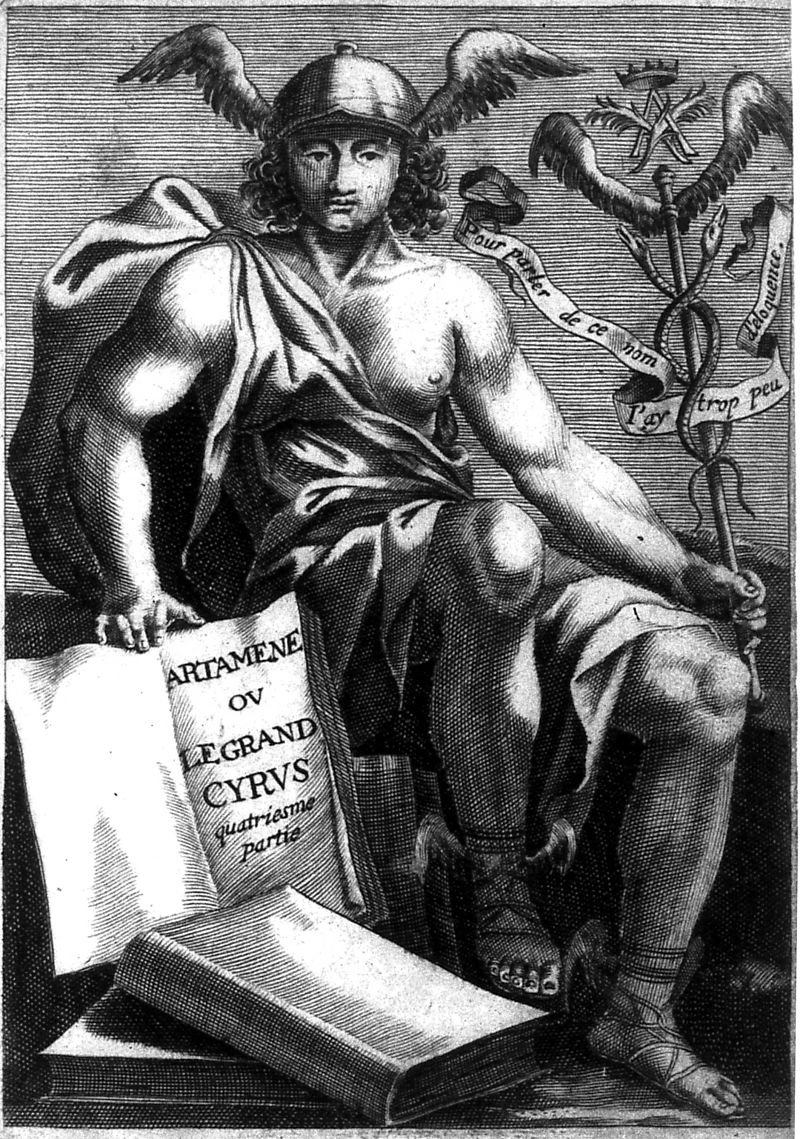 ARTAMENE
OV
LE GRAND
CYRVS
quatriesme
partie
Pour parler de ce nom
I'ay trop peu
d'eloquence.